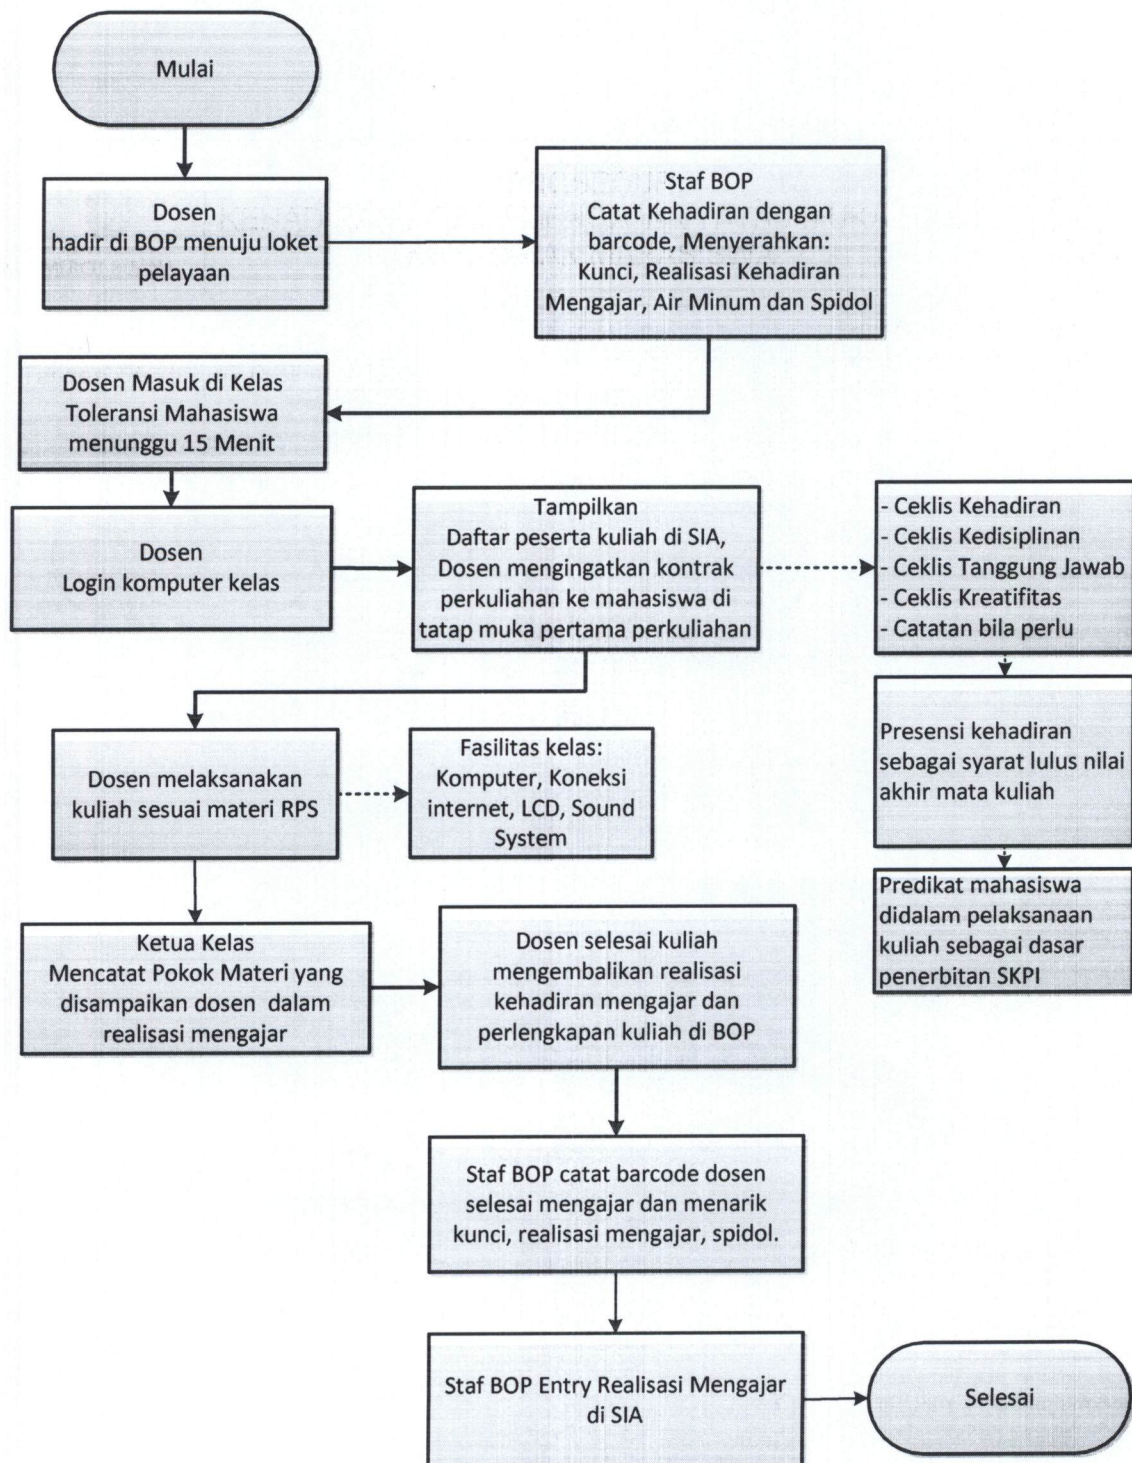 Mulai
Dosen
hadir di BOP menuju loket
pelayaan
Staf BOP
Catat Kehadiran dengan
barcode, Menyerahkan:
Kunci, Realisasi Kehadiran
Mengajar, Air Minum dan Spidol
Dosen Masuk di Kelas
Toleransi Mahasiswa
menunggu 15 Menit
Dosen
Login komputer kelas
Tampilkan
Daftar peserta kuliah di SIA,
Dosen mengingatkan kontrak
perkuliahan ke mahasiswa di
tatap muka pertama perkuliahan
- Ceklis Kehadiran
- Ceklis Kedisiplinan
- Ceklis Tanggung Jawab
- Ceklis Kreatifitas
- Catatan bila perlu
Presensi kehadiran
sebagai syarat lulus nilai
akhir mata kuliah
Predikat mahasiswa
didalam pelaksanaan
kuliah sebagai dasar
penerbitan SKPI
Dosen melaksanakan
kuliah sesuai materi RPS
Fasilitas kelas:
Komputer, Koneksi
internet, LCD, Sound
System
Ketua Kelas
Mencatat Pokok Materi yang
disampaikan dosen dalam
realisasi mengajar
Dosen selesai kuliah
mengembalikan realisasi
kehadiran mengajar dan
perlengkapan kuliah di BOP
Staf BOP catat barcode dosen
selesai mengajar dan menarik
kunci, realisasi mengajar, spidol.
Staf BOP Entry Realisasi Mengajar
di SIA
Selesai